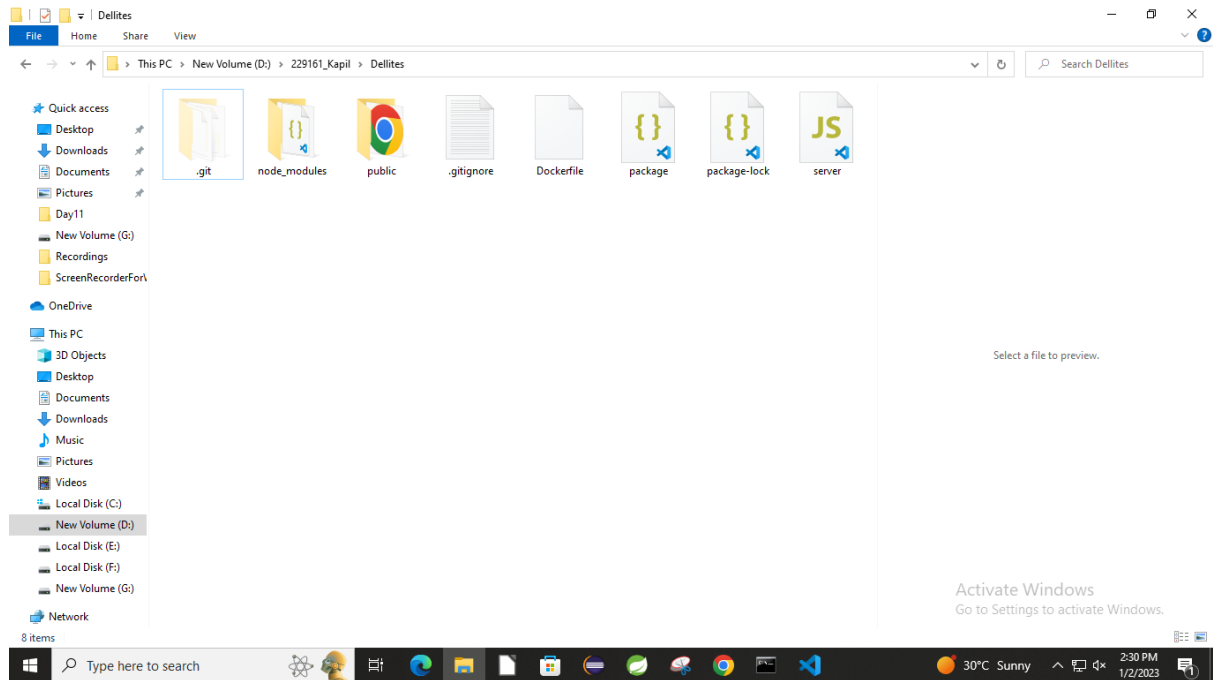 Dellites
File Home Share View
This PC > New Volume (D:) > 229161_Kapil > Dellites
Search Dellites
Quick access
Desktop
Downloads
Documents
Pictures
Day11
New Volume (G:)
Recordings
ScreenRecorderForV
OneDrive
This PC
3D Objects
Desktop
Documents
Downloads
Music
Pictures
Videos
Local Disk (C:)
New Volume (D:)
Local Disk (E:)
Local Disk (F:)
New Volume (G:)
Network
.git node_modules public .gitignore Dockerfile package package-lock server
JS
Select a file to preview.
Activate Windows
Go to Settings to activate Windows.
8 items
Type here to search
30°C Sunny
2:30 PM
1/2/2023
1